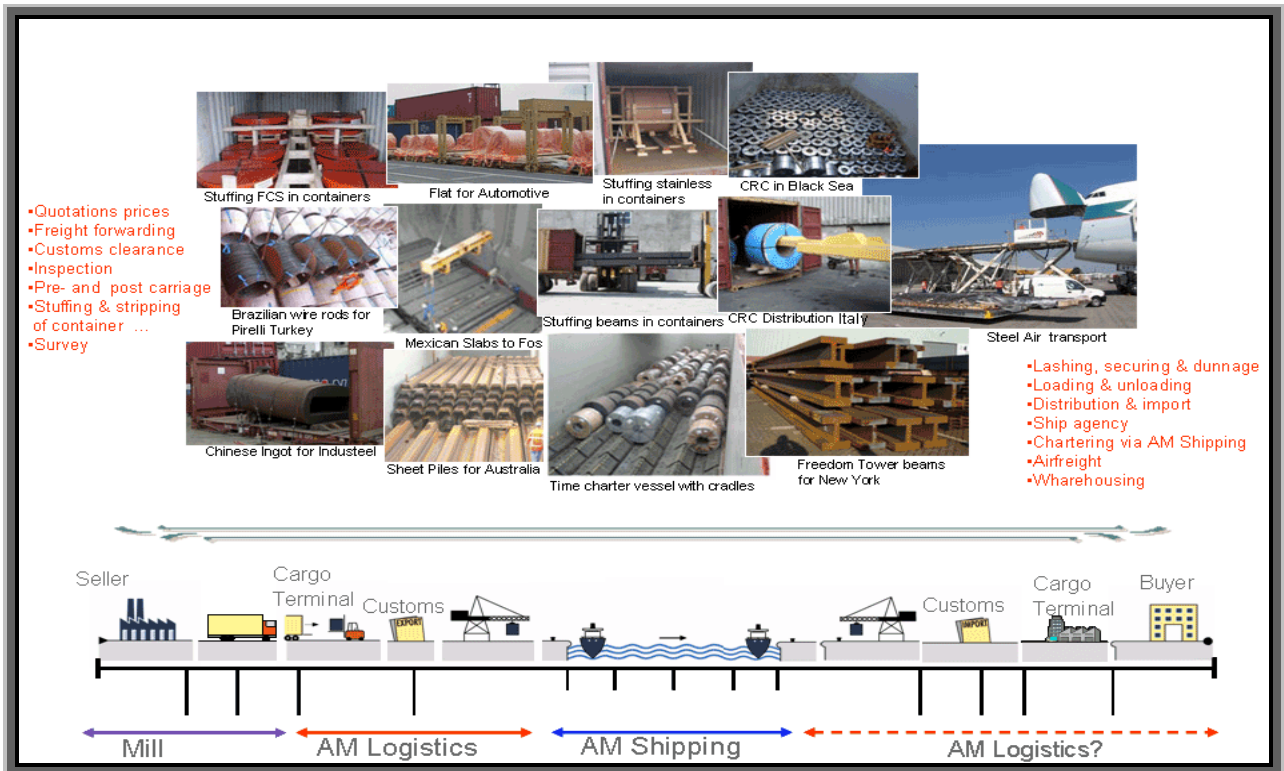 Stuffing FCS in containers
Flat for Automotive
Stuffing stainless
in containers
CRC in Black Sea
▪Quotations prices
▪Freight forwarding
▪Customs clearance
▪Inspection
▪Pre- and post carriage
▪Stuffing & stripping
of container ...
▪Survey
Brazilian wire rods for
Pirelli Turkey
Mexican Slabs to Fos
Stuffing beams in containers
CRC Distribution Italy
Steel Air transport
Chinese Ingot for Industeel
Sheet Piles for Australia
Time charter vessel with cradles
Freedom Tower beams
for New York
▪Lashing, securing & dunnage
▪Loading & unloading
▪Distribution & import
▪Ship agency
▪Chartering via AM Shipping
▪Airfreight
▪Wharehousing
Seller
Cargo
Terminal
Customs
EXPORT
Customs
IMPORT
Cargo
Terminal
Buyer
Mill
AM Logistics
AM Shipping
AM Logistics?